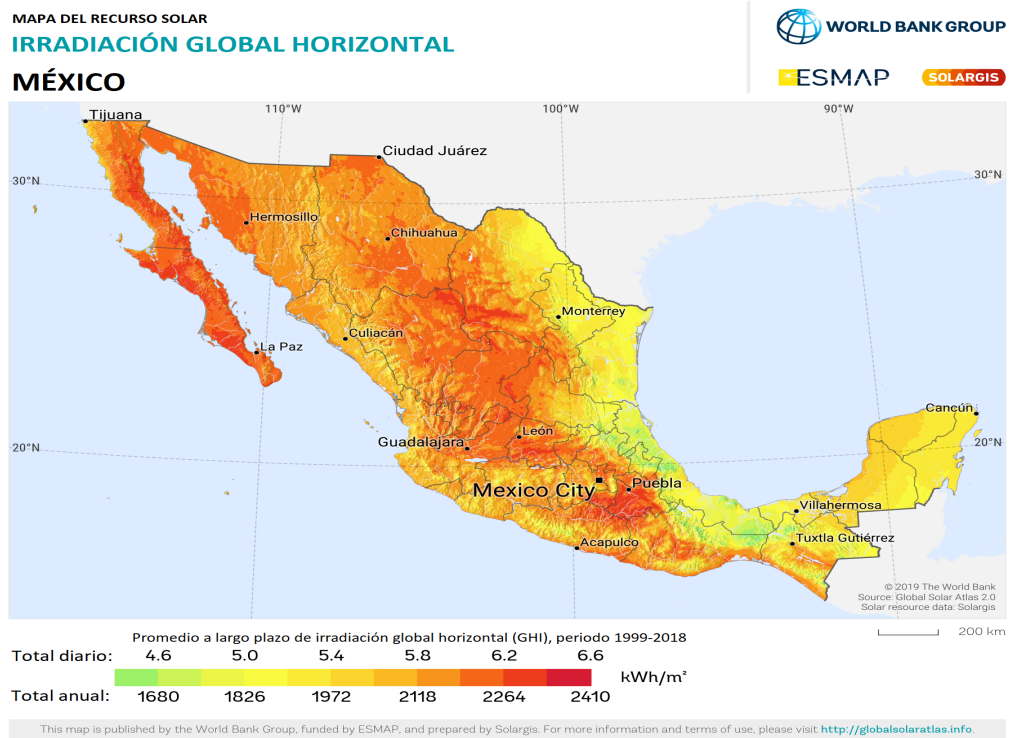 MAPA DEL RECURSO SOLAR
IRRADIACIÓN GLOBAL HORIZONTAL
MÉXICO
WORLD BANK GROUP
ESMAP
SOLARGIS
110°W
100°W
90°W
Tijuana
Ciudad Juárez
30°N
30°N
Hermosillo
Chihuahua
Monterrey
Culiacán
La Paz
Cancún
León
Guadalajara
20°N
20°N
Mexico City
Puebla
Villahermosa
Tuxtla Gutiérrez
Acapulco
© 2019 The World Bank
Source: Global Solar Atlas 2.0
Solar resource data: Solargis
200 km
Promedio a largo plazo de irradiación global horizontal (GHI), periodo 1999-2018
Total diario: 4.6 5.0 5.4 5.8 6.2 6.6
kWh/m²
Total anual: 1680 1826 1972 2118 2264 2410
This map is published by the World Bank Group, funded by ESMAP, and prepared by Solargis. For more information and terms of use, please visit http://globalsolaratlas.info.